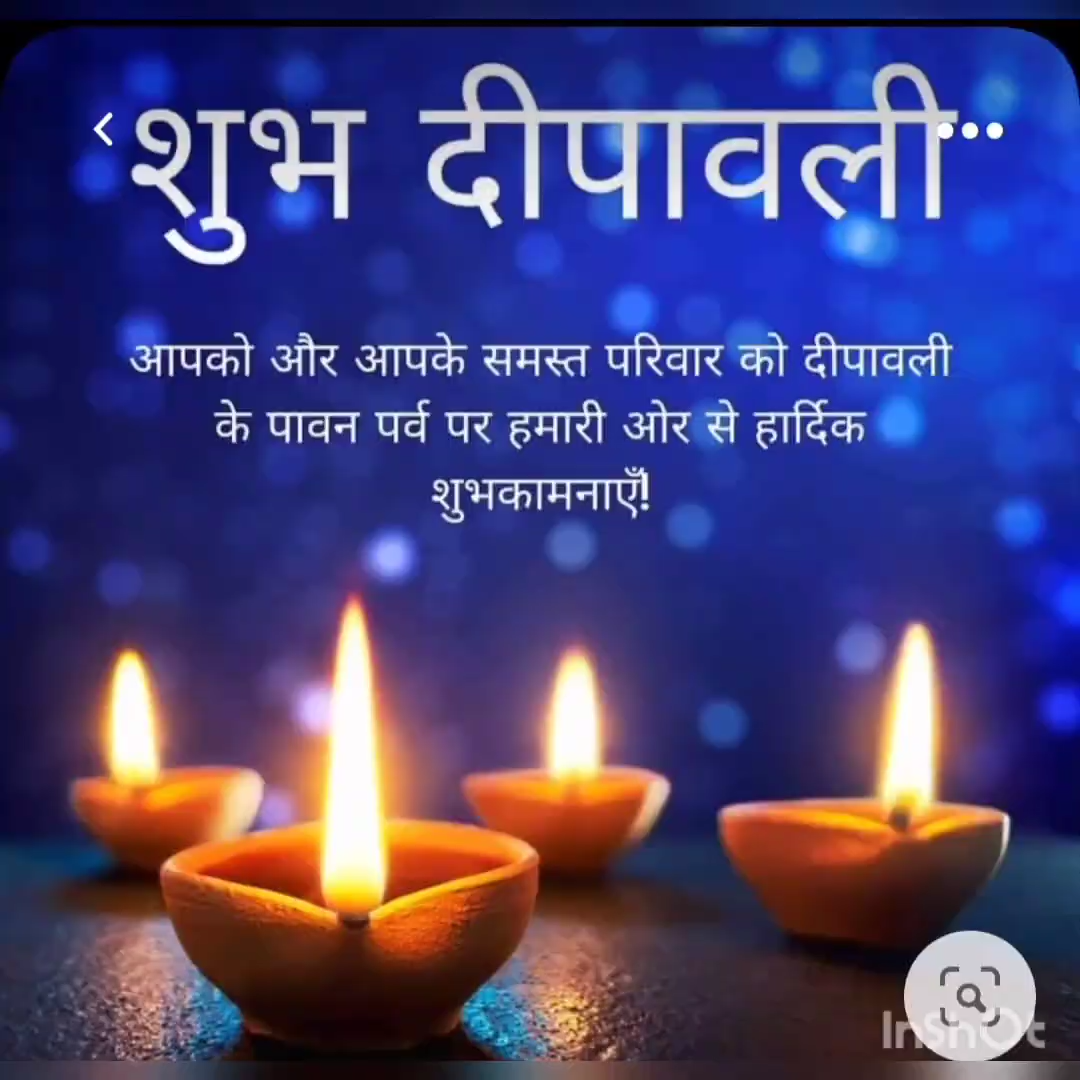 शुभ दीपावली
आपको और आपके समस्त परिवार को दीपावली
के पावन पर्व पर हमारी ओर से हार्दिक
शुभकामनाएँ!
InShOt